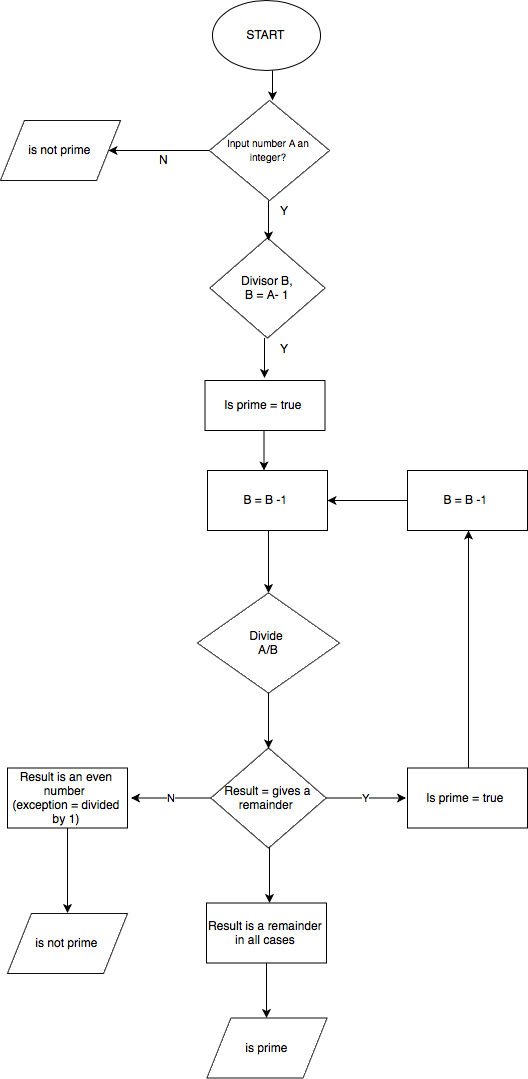 START
Input number A an
integer?
is not prime
N
Y
Divisor B,
B = A- 1
Y
Is prime = true
B = B -1
B = B -1
Divide
A/B
Result is an even
number
(exception = divided
by 1)
N
Result = gives a
remainder
Y
Is prime = true
Result is a remainder
in all cases
is not prime
is prime